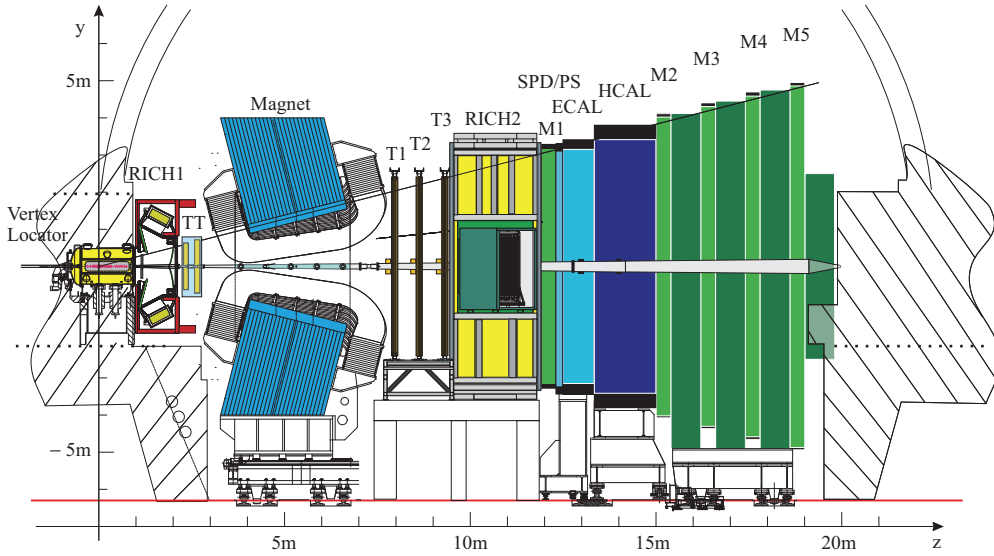 y
5m
Vertex
Locator
RICH1
TT
Magnet
T1
T2
T3
RICH2
M1
SPD/PS
ECAL
HCAL
M2
M3
M4
M5
− 5m
5m
10m
15m
20m
z